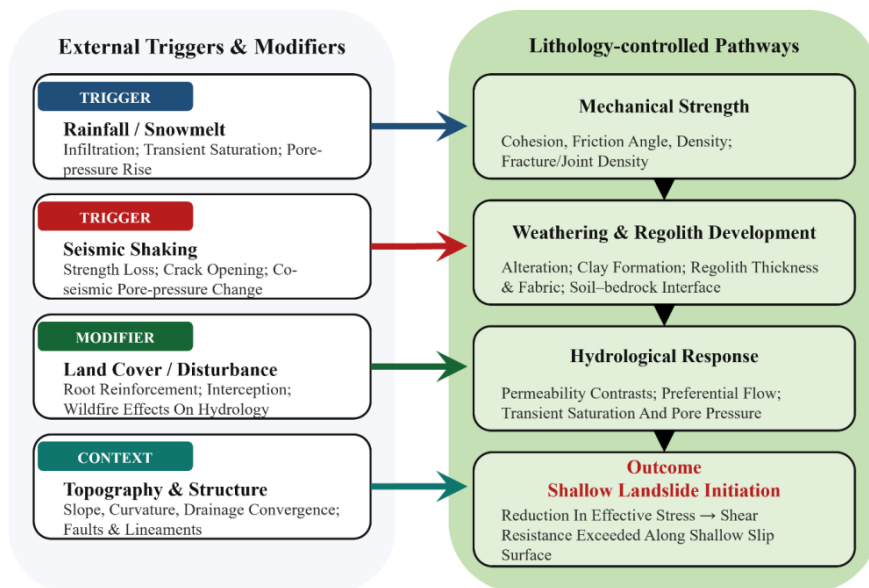 External Triggers & Modifiers
TRIGGER
Rainfall / Snowmelt
Infiltration; Transient Saturation; Pore-
pressure Rise
TRIGGER
Seismic Shaking
Strength Loss; Crack Opening; Co-
seismic Pore-pressure Change
MODIFIER
Land Cover / Disturbance
Root Reinforcement; Interception;
Wildfire Effects On Hydrology
CONTEXT
Topography & Structure
Slope, Curvature, Drainage Convergence;
Faults & Lineaments
Lithology-controlled Pathways
Mechanical Strength
Cohesion, Friction Angle, Density;
Fracture/Joint Density
Weathering & Regolith Development
Alteration; Clay Formation; Regolith Thickness
& Fabric; Soil–bedrock Interface
Hydrological Response
Permeability Contrasts; Preferential Flow;
Transient Saturation And Pore Pressure
Outcome
Shallow Landslide Initiation
Reduction In Effective Stress → Shear
Resistance Exceeded Along Shallow Slip
Surface